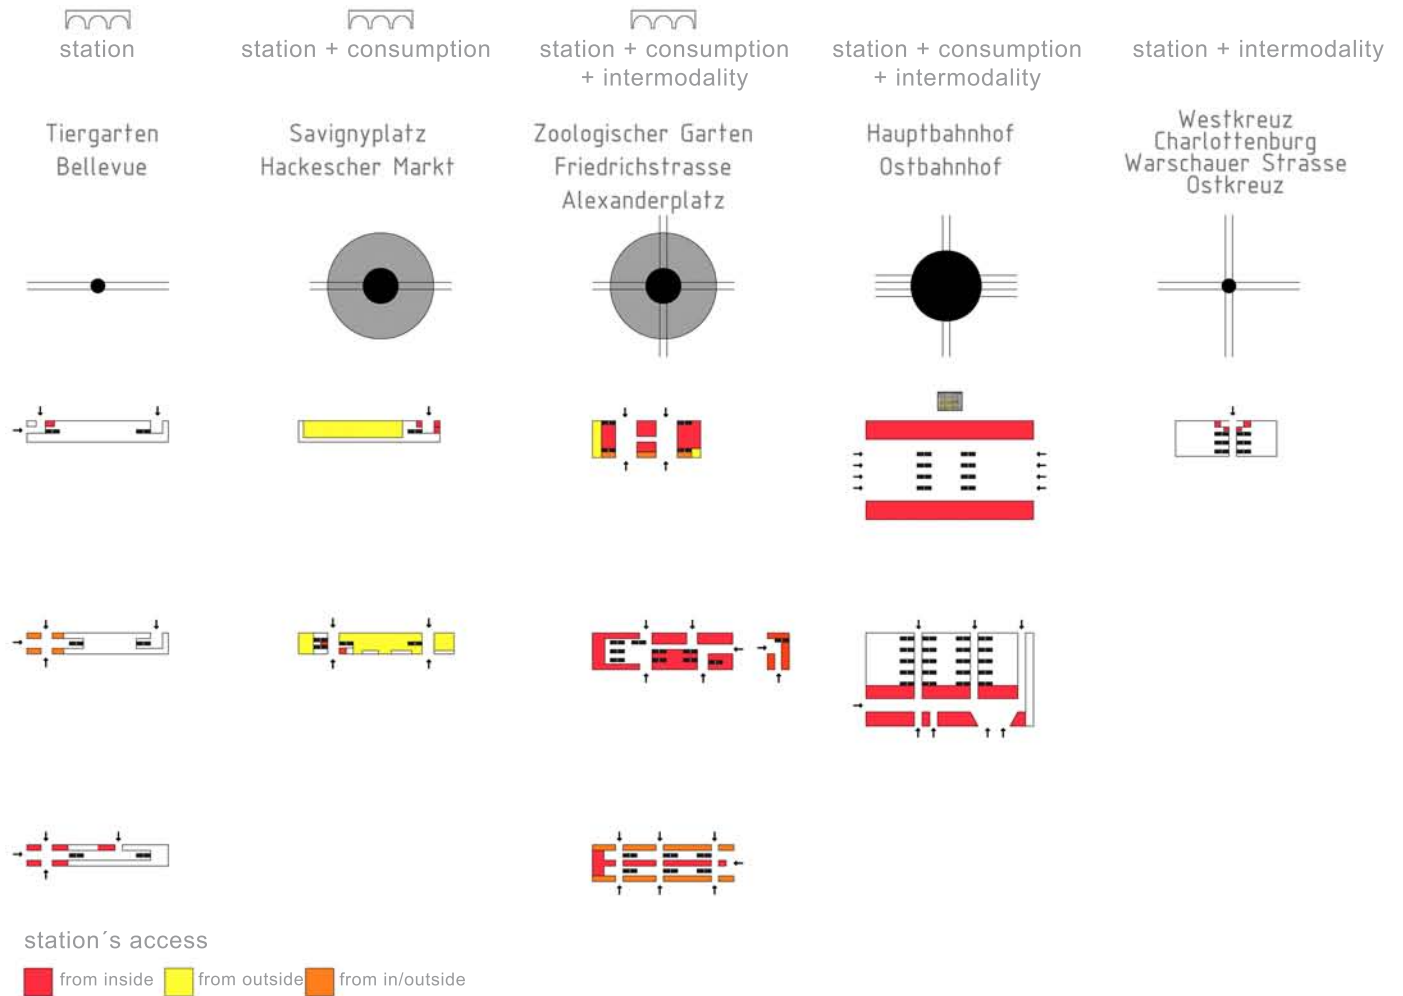 station
station + consumption
station + consumption
+ intermodality
station + consumption
+ intermodality
station + intermodality
Tiergarten
Bellevue
Savignyplatz
Hackescher Markt
Zoologischer Garten
Friedrichstrasse
Alexanderplatz
Hauptbahnhof
Ostbahnhof
Westkreuz
Charlottenburg
Warschauer Strasse
Ostkreuz
station´s access
from inside
from outside
from in/outside